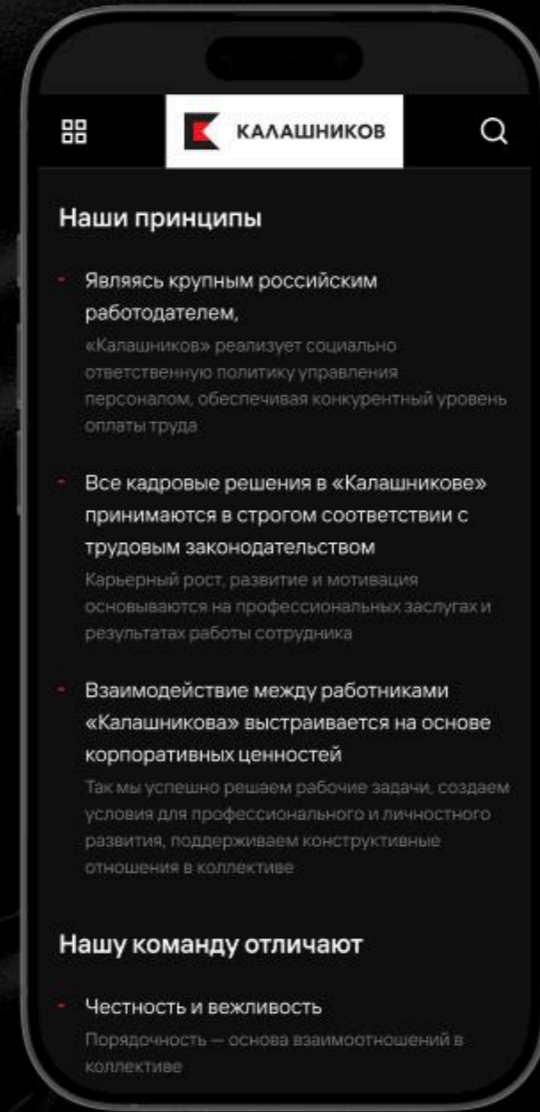 КАЛАШНИКОВ
Наши принципы
Являясь крупным российским
работодателем,
«Калашников» реализует социально
ответственную политику управления
персоналом, обеспечивая конкурентный уровень
оплаты труда
Все кадровые решения в «Калашникове»
принимаются в строгом соответствии с
трудовым законодательством
Карьерный рост, развитие и мотивация
основываются на профессиональных заслугах и
результатах работы сотрудника
Взаимодействие между работниками
«Калашникова» выстраивается на основе
корпоративных ценностей
Так мы успешно решаем рабочие задачи, создаем
условия для профессионального и личностного
развития, поддерживаем конструктивные
отношения в коллективе
Нашу команду отличают
Честность и вежливость
Порядочность — основа взаимоотношений в
коллективе